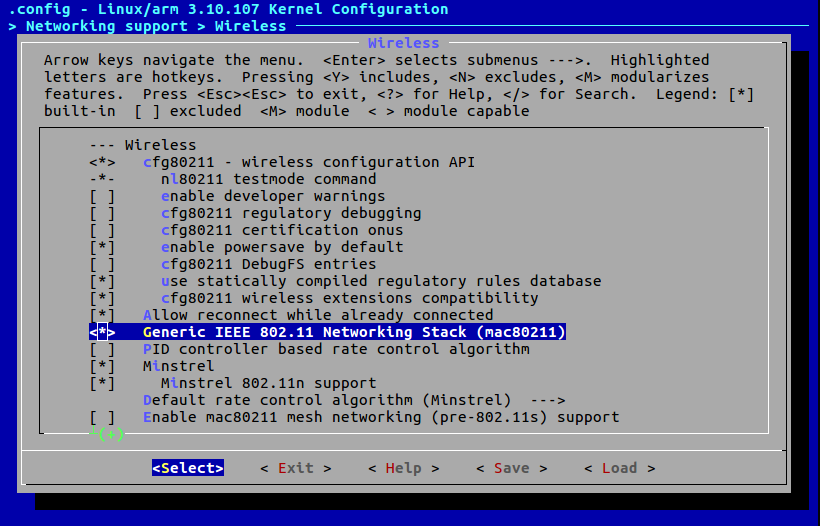 .config - Linux/arm 3.10.107 Kernel Configuration
> Networking support > Wireless
Wireless
Arrow keys navigate the menu.  <Enter> selects submenus --->.  Highlighted
letters are hotkeys.  Pressing <Y> includes, <N> excludes, <M> modularizes
features.  Press <Esc><Esc> to exit, <?> for Help, </> for Search.  Legend: [*]
built-in  [ ] excluded  <M> module  < > module capable
--- Wireless
<*>   cfg80211 - wireless configuration API
-*-     nl80211 testmode command
[ ]     enable developer warnings
[ ]     cfg80211 regulatory debugging
[ ]     cfg80211 certification onus
[*]     enable powersave by default
[ ]     cfg80211 DebugFS entries
[*]     use statically compiled regulatory rules database
[*]     cfg80211 wireless extensions compatibility
[*]   Allow reconnect while already connected
<*>   Generic IEEE 802.11 Networking Stack (mac80211)
[ ]   PID controller based rate control algorithm
[*]   Minstrel
[*]     Minstrel 802.11n support
Default rate control algorithm (Minstrel)  --->
[ ]   Enable mac80211 mesh networking (pre-802.11s) support
(+)
<Select>    < Exit >    < Help >    < Save >    < Load >